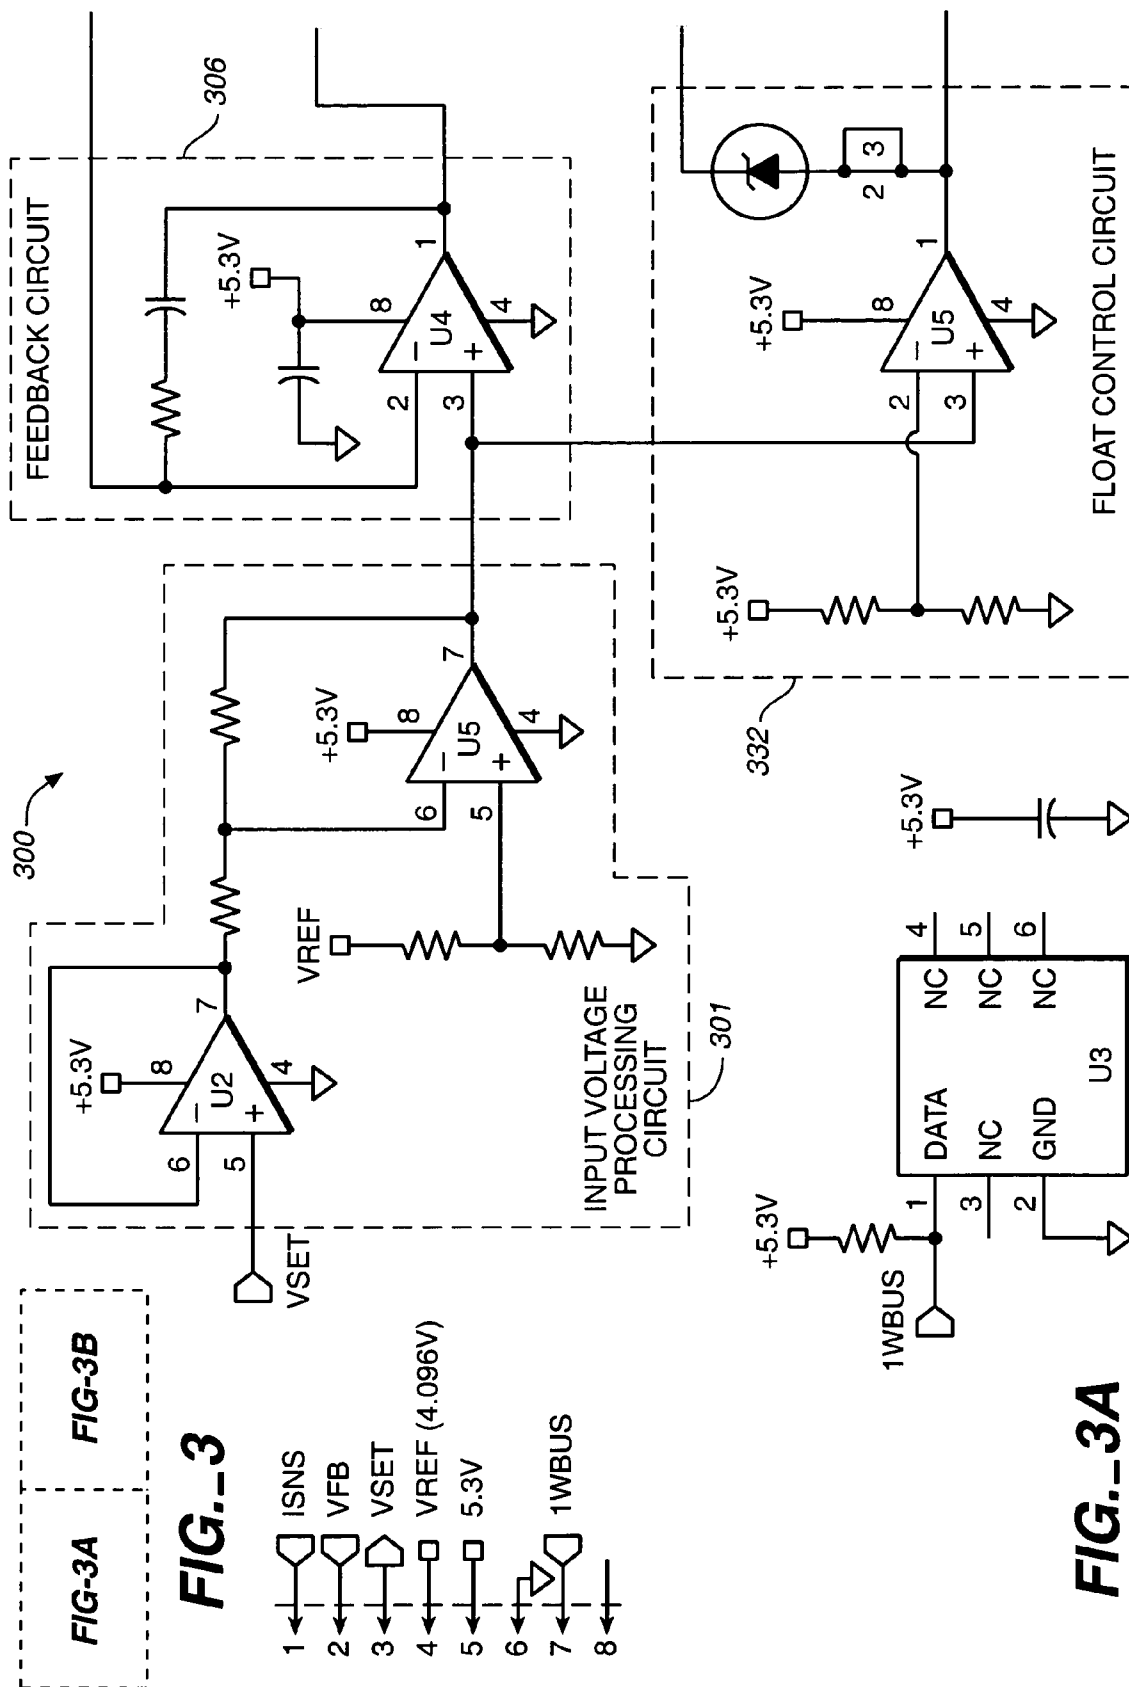 FIG-3A
FIG-3B
FIG._3
1 ISNS
2 VFB
3 VSET
4 VREF (4.096V)
5 5.3V
6
7 1WBUS
8
300
VSET
+5.3V
6
5
8
4
7
U2
−
+
VREF
+5.3V
6
5
8
4
7
U5
−
+
INPUT VOLTAGE
PROCESSING
CIRCUIT
301
FEEDBACK CIRCUIT
306
+5.3V
2
3
8
4
1
U4
−
+
332
+5.3V
+5.3V
2
3
8
4
1
U5
−
+
2
3
FLOAT CONTROL CIRCUIT
1WBUS
+5.3V
1
3
2
DATA
NC
GND
NC
NC
NC
4
5
6
U3
+5.3V
FIG._3A